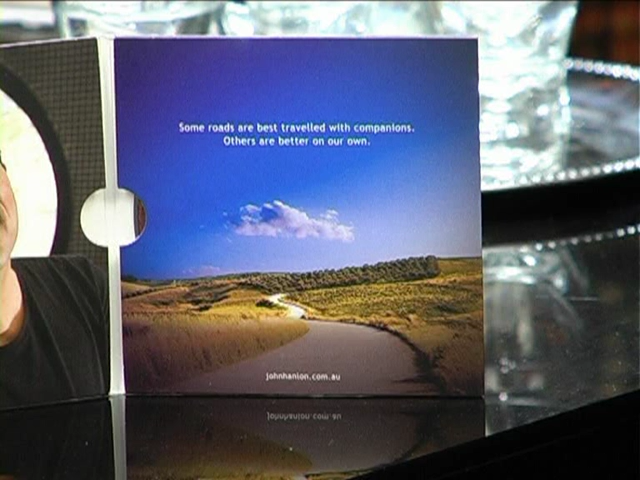 Some roads are best travelled with companions.
Others are better on our own.
johnhanlon.com.au